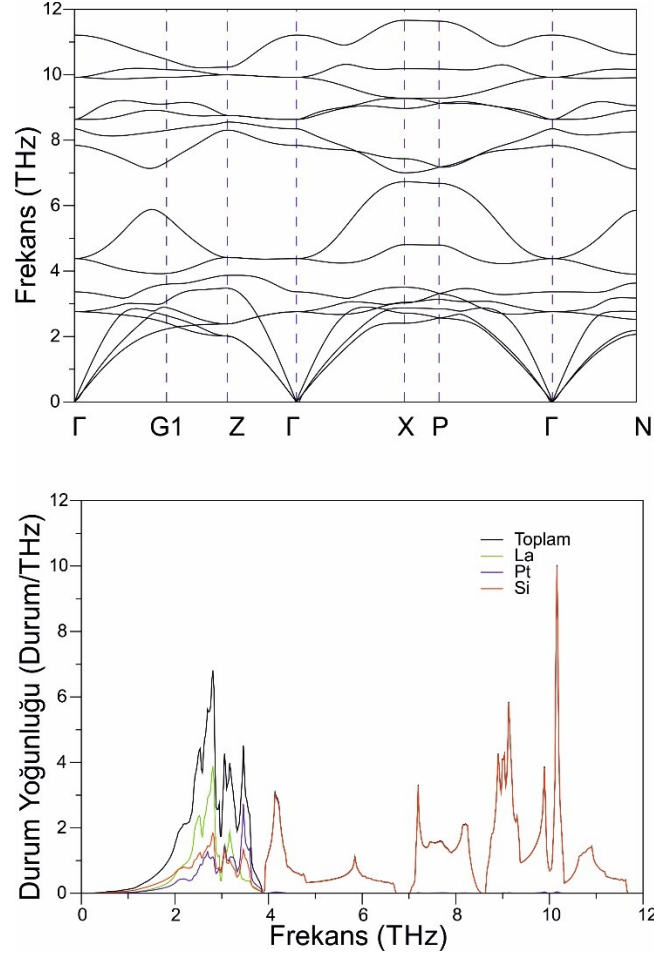 12
10
8
6
4
2
0
Frekans (THz)
Γ G1 Z Γ X P Γ N
12
10
8
6
4
2
0
Durum Yoğunluğu (Durum/THz)
Toplam
La
Pt
Si
0 2 4 6 8 10 12
Frekans (THz)